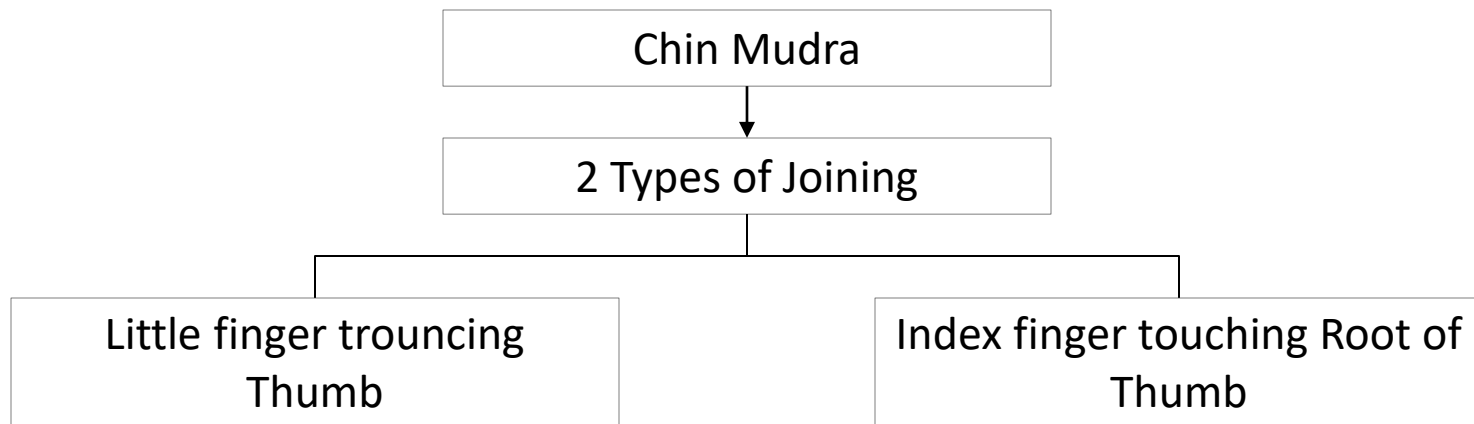 Chin Mudra
2 Types of Joining
Little finger trouncing
Thumb
Index finger touching Root of
Thumb